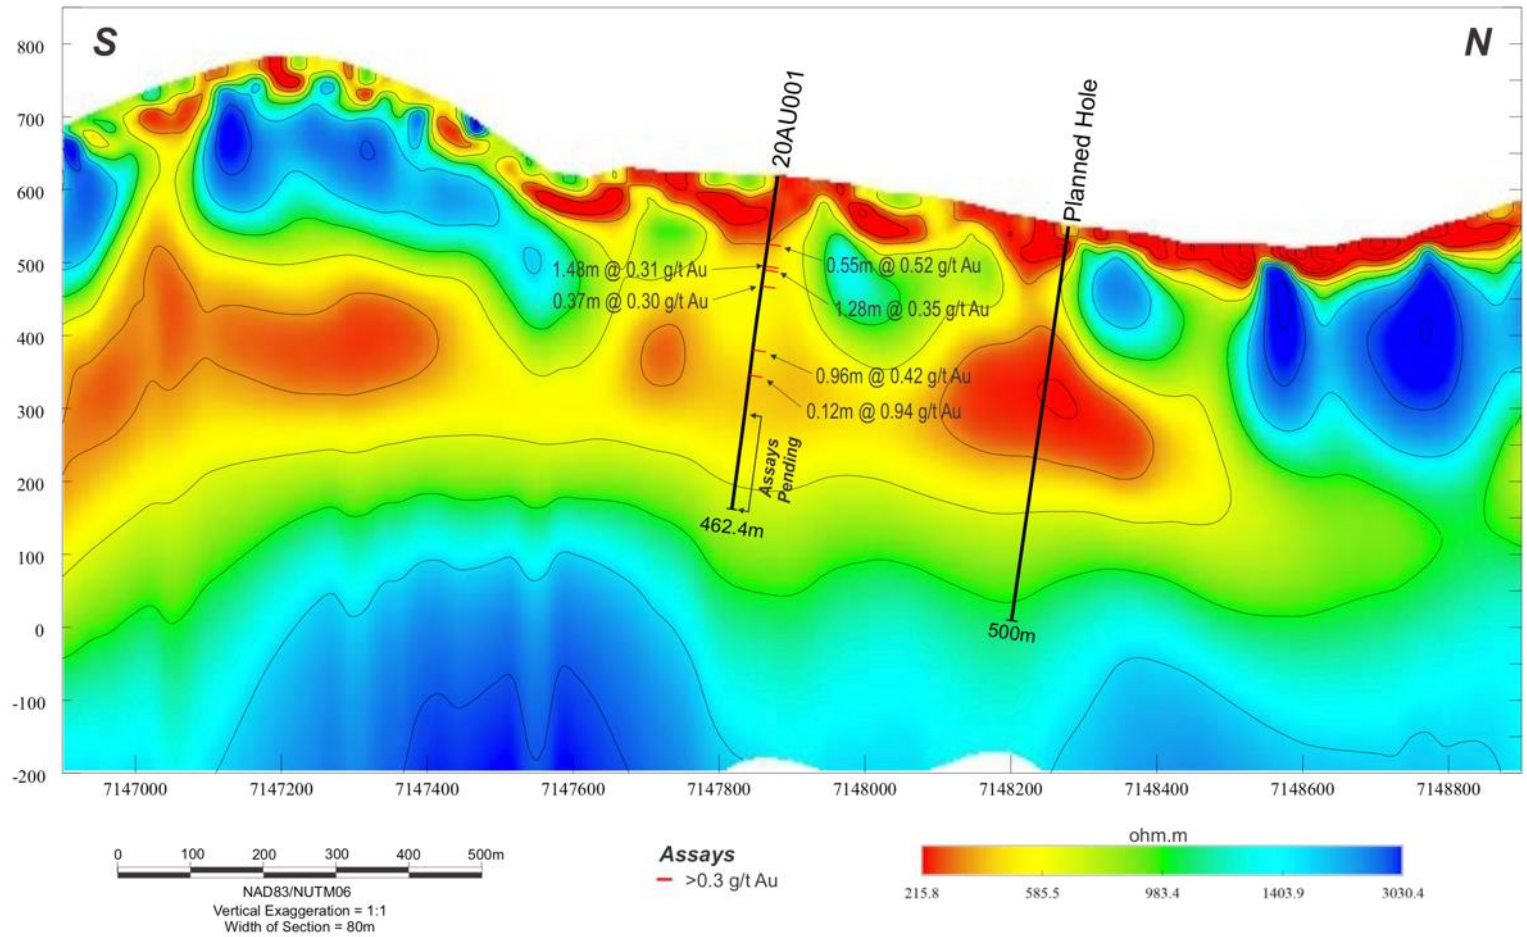 S
N
800
700
600
500
400
300
200
100
0
-100
-200
20AU001
Planned Hole
1.48m @ 0.31 g/t Au
0.37m @ 0.30 g/t Au
0.55m @ 0.52 g/t Au
1.28m @ 0.35 g/t Au
0.96m @ 0.42 g/t Au
0.12m @ 0.94 g/t Au
Assays
Pending
462.4m
500m
7147000 7147200 7147400 7147600 7147800 7148000 7148200 7148400 7148600 7148800
0 100 200 300 400 500m
NAD83/NUTM06
Vertical Exaggeration = 1:1
Width of Section = 80m
Assays
>0.3 g/t Au
ohm.m
215.8 585.5 983.4 1403.9 3030.4